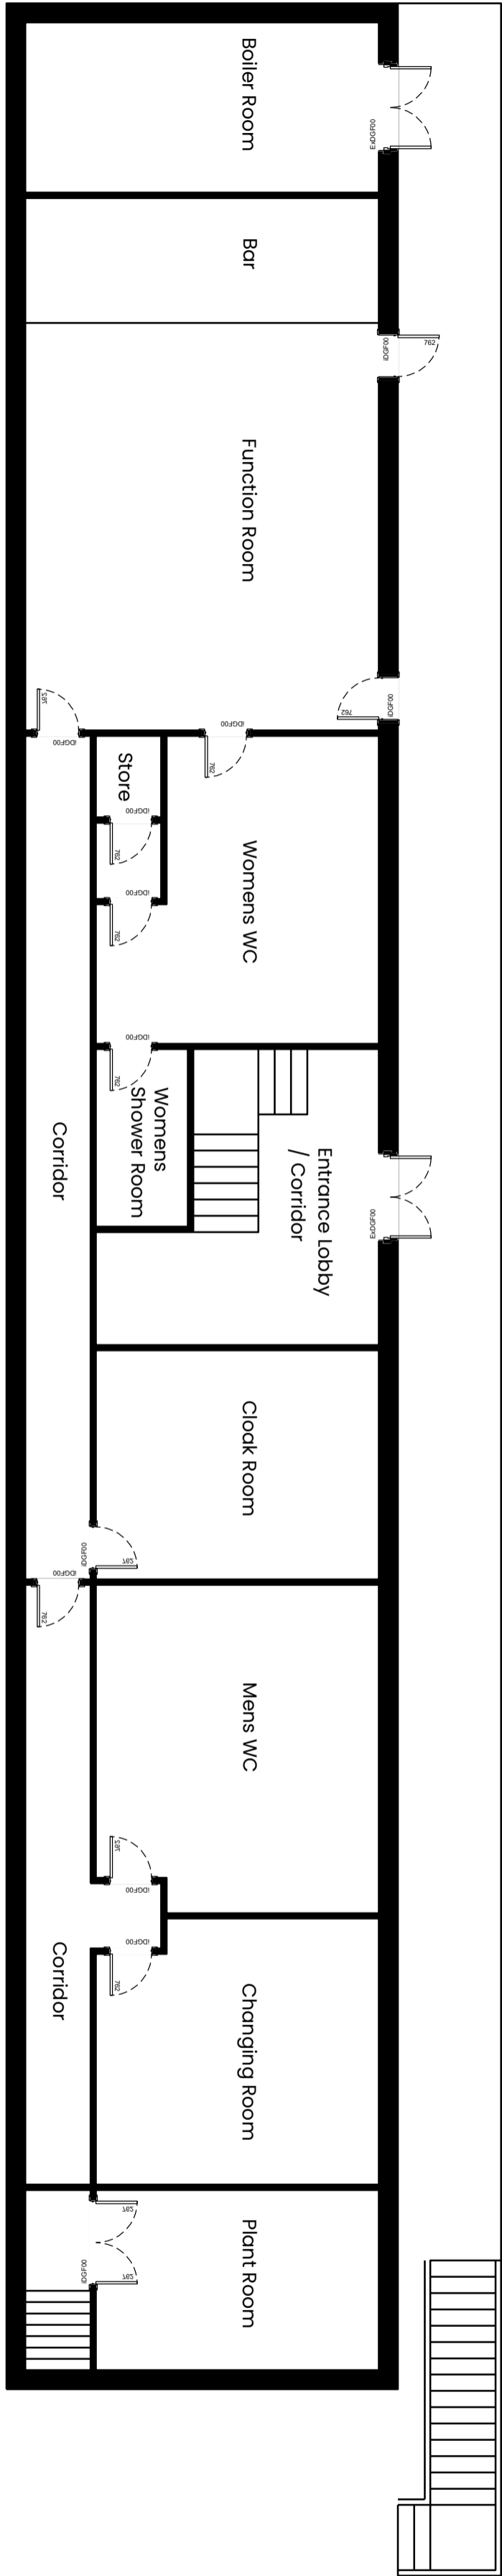 Boiler Room
ExDGF00
Bar
iDGF00
762
Function Room
762
iDGF00
762
iDGF00
iDGF00
762
Store
iDGF00
762
iDGF00
762
Womens WC
iDGF00
762
Womens
Shower Room
Entrance Lobby
/ Corridor
ExDGF00
Corridor
Cloak Room
iDGF00
762
iDGF00
762
Mens WC
762
iDGF00
iDGF00
762
Corridor
Changing Room
762
762
iDGF00
Plant Room